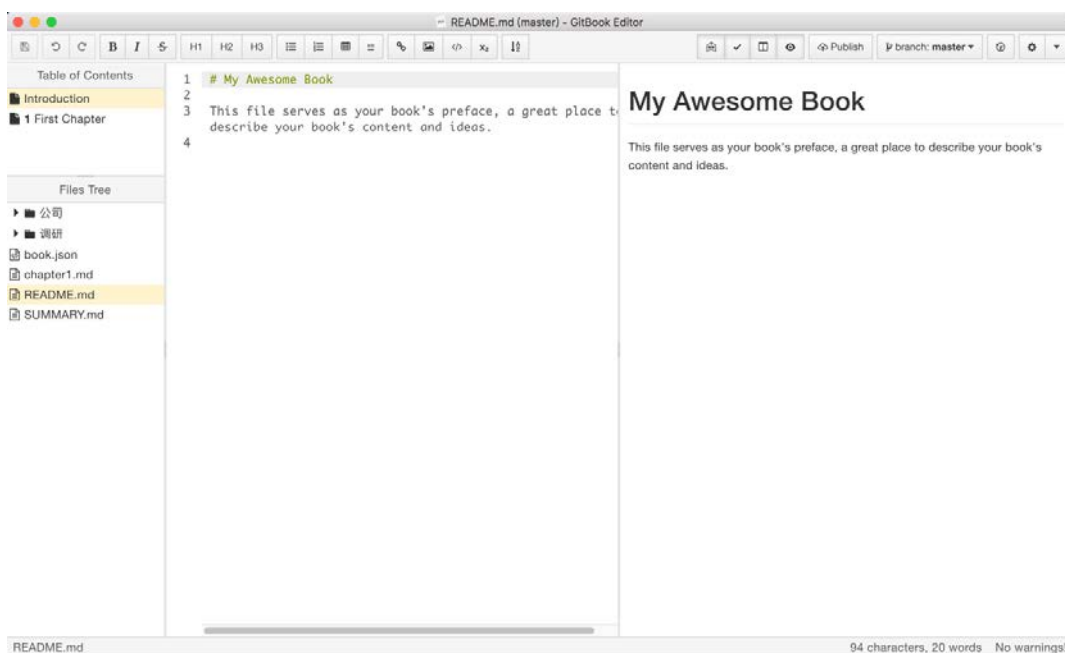 README.md (master) - GitBook Editor
B I S H1 H2 H3 </> X₂ Publish branch: master
Table of Contents
Introduction
1 First Chapter
Files Tree
公司
调研
book.json
chapter1.md
README.md
SUMMARY.md
1 # My Awesome Book
2
3 This file serves as your book's preface, a great place to
describe your book's content and ideas.
4
My Awesome Book
This file serves as your book's preface, a great place to describe your book's
content and ideas.
README.md
94 characters, 20 words No warnings!